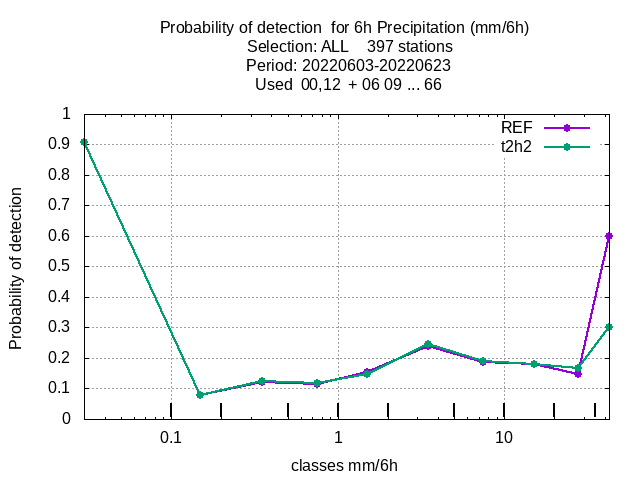 Probability of detection  for 6h Precipitation (mm/6h)
Selection: ALL    397 stations
Period: 20220603-20220623
Used  00,12  + 06 09 ... 66
REF
t2h2
1
0.9
0.8
0.7
0.6
0.5
0.4
0.3
0.2
0.1
0
Probability of detection
0.1 1 10
classes mm/6h